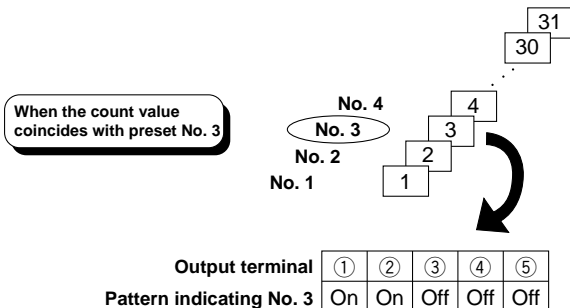 31
30
When the count value
coincides with preset No. 3
No. 4 4
No. 3 3
No. 2 2
No. 1 1
Output terminal ① ② ③ ④ ⑤
Pattern indicating No. 3 On On Off Off Off